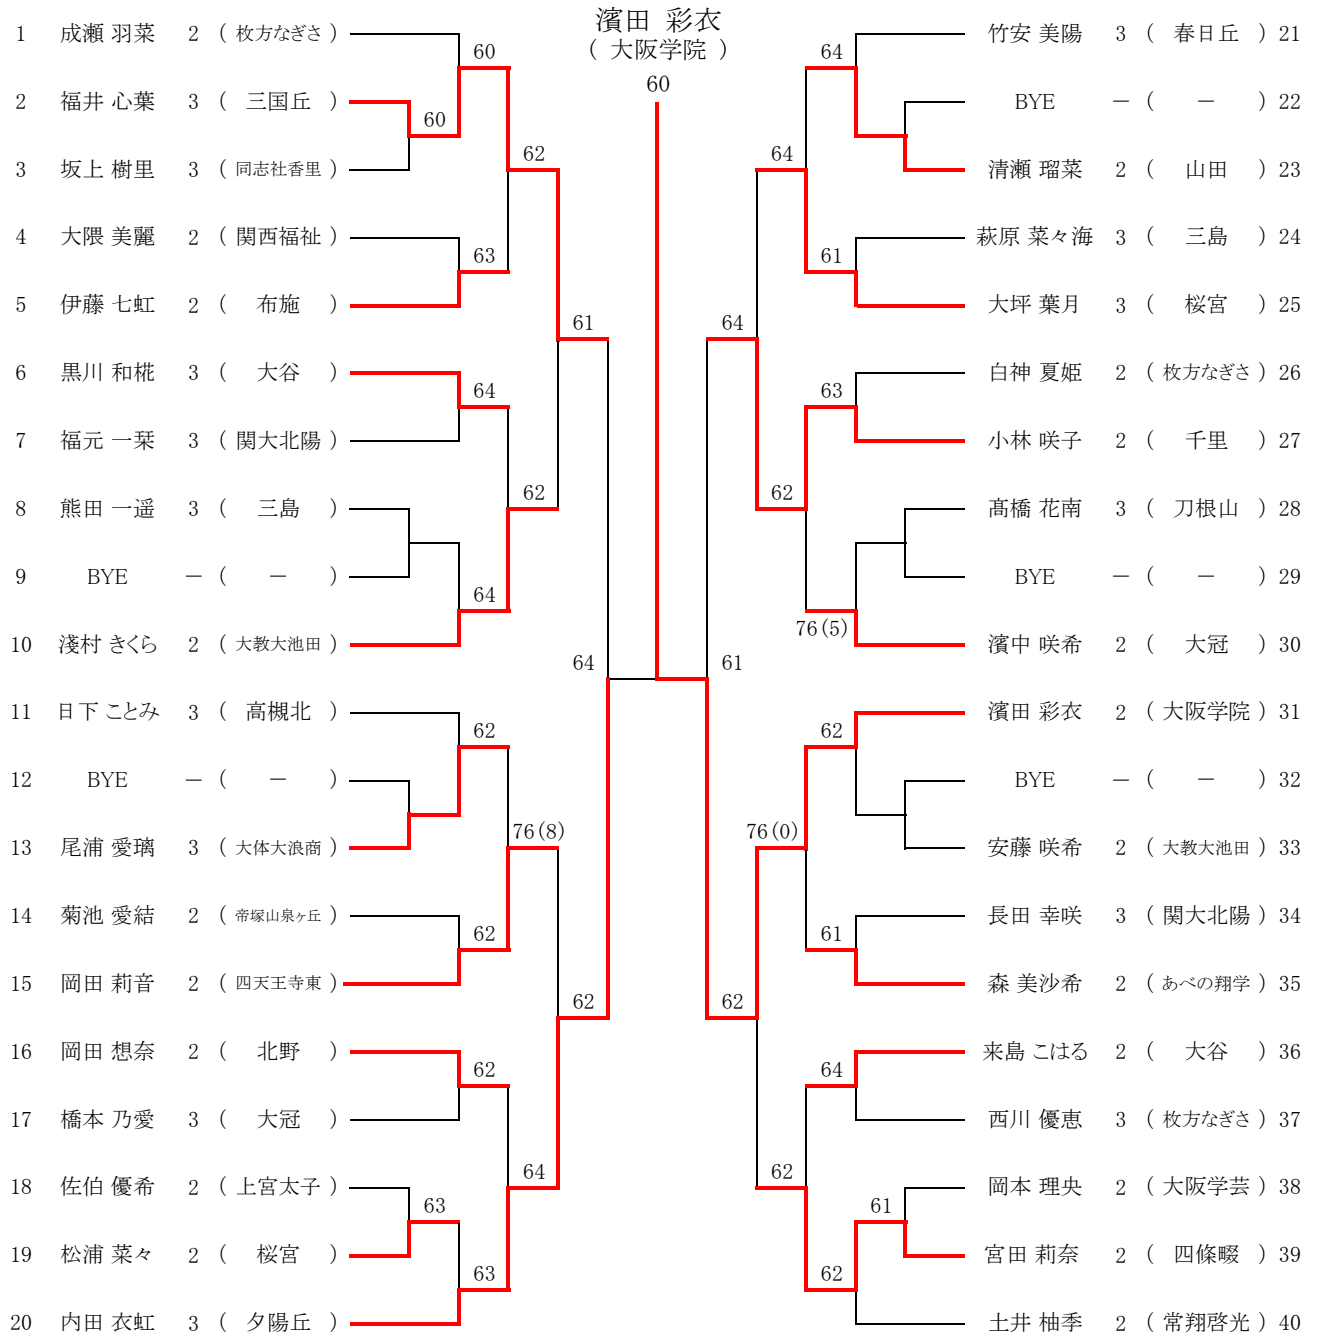 濱田 彩衣
( 大阪学院 )
60
1 成瀬 羽菜 2 ( 枚方なぎさ )
60
2 福井 心葉 3 ( 三国丘 )
60
3 坂上 樹里 3 ( 同志社香里 )
62
4 大隈 美麗 2 ( 関西福祉 )
63
5 伊藤 七虹 2 ( 布施 )
61
6 黒川 和椛 3 ( 大谷 )
64
7 福元 一栞 3 ( 関大北陽 )
62
8 熊田 一遥 3 ( 三島 )
9 BYE － ( － )
64
10 淺村 きくら 2 ( 大教大池田 )
64
11 日下 ことみ 3 ( 高槻北 )
62
12 BYE － ( － )
76(8)
13 尾浦 愛璃 3 ( 大体大浪商 )
14 菊池 愛結 2 ( 帝塚山泉ヶ丘 )
62
15 岡田 莉音 2 ( 四天王寺東 )
62
16 岡田 想奈 2 ( 北野 )
62
17 橋本 乃愛 3 ( 大冠 )
64
18 佐伯 優希 2 ( 上宮太子 )
63
19 松浦 菜々 2 ( 桜宮 )
63
20 内田 衣虹 3 ( 夕陽丘 )
竹安 美陽 3 ( 春日丘 ) 21
64
BYE － ( － ) 22
64
清瀬 瑠菜 2 ( 山田 ) 23
萩原 菜々海 3 ( 三島 ) 24
61
大坪 葉月 3 ( 桜宮 ) 25
64
白神 夏姫 2 ( 枚方なぎさ ) 26
63
小林 咲子 2 ( 千里 ) 27
62
髙橋 花南 3 ( 刀根山 ) 28
BYE － ( － ) 29
76(5)
濱中 咲希 2 ( 大冠 ) 30
61
濱田 彩衣 2 ( 大阪学院 ) 31
62
BYE － ( － ) 32
76(0)
安藤 咲希 2 ( 大教大池田 ) 33
長田 幸咲 3 ( 関大北陽 ) 34
61
森 美沙希 2 ( あべの翔学 ) 35
62
来島 こはる 2 ( 大谷 ) 36
64
西川 優恵 3 ( 枚方なぎさ ) 37
62
岡本 理央 2 ( 大阪学芸 ) 38
61
宮田 莉奈 2 ( 四條畷 ) 39
62
土井 柚季 2 ( 常翔啓光 ) 40